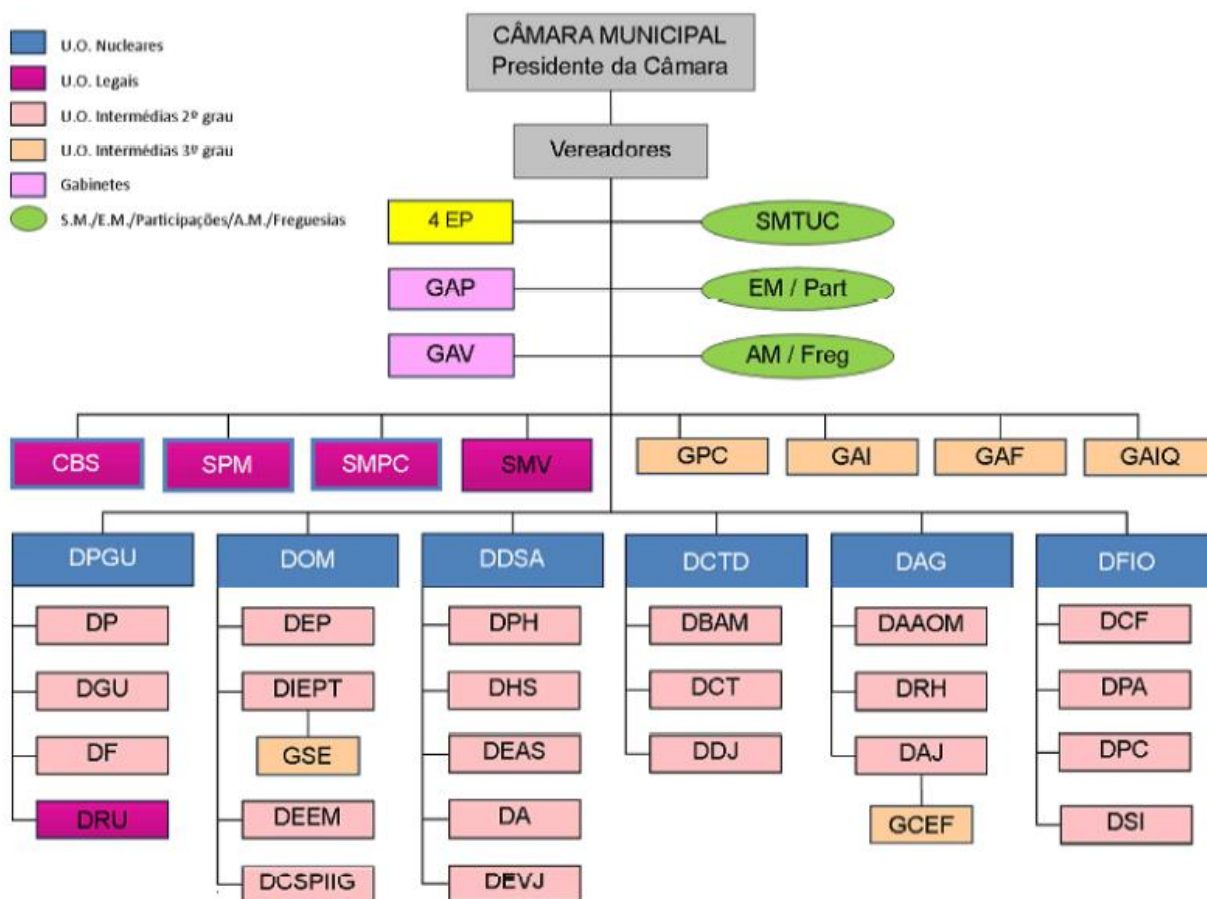 U.O. Nucleares
U.O. Legais
U.O. Intermédias 2º grau
U.O. Intermédias 3º grau
Gabinetes
S.M./E.M./Participações/A.M./Freguesias
CÂMARA MUNICIPAL
Presidente da Câmara
Vereadores
4 EP
SMTUC
GAP
EM / Part
GAV
AM / Freg
CBS
SPM
SMPC
SMV
GPC
GAI
GAF
GAIQ
DPGU
DOM
DDSA
DCTD
DAG
DFIO
DP
DEP
DPH
DBAM
DAAOM
DCF
DGU
DIEPT
DHS
DCT
DRH
DPA
DF
GSE
DEAS
DDJ
DAJ
DPC
DRU
DEEM
DA
GCEF
DSI
DCSPIIG
DEVJ